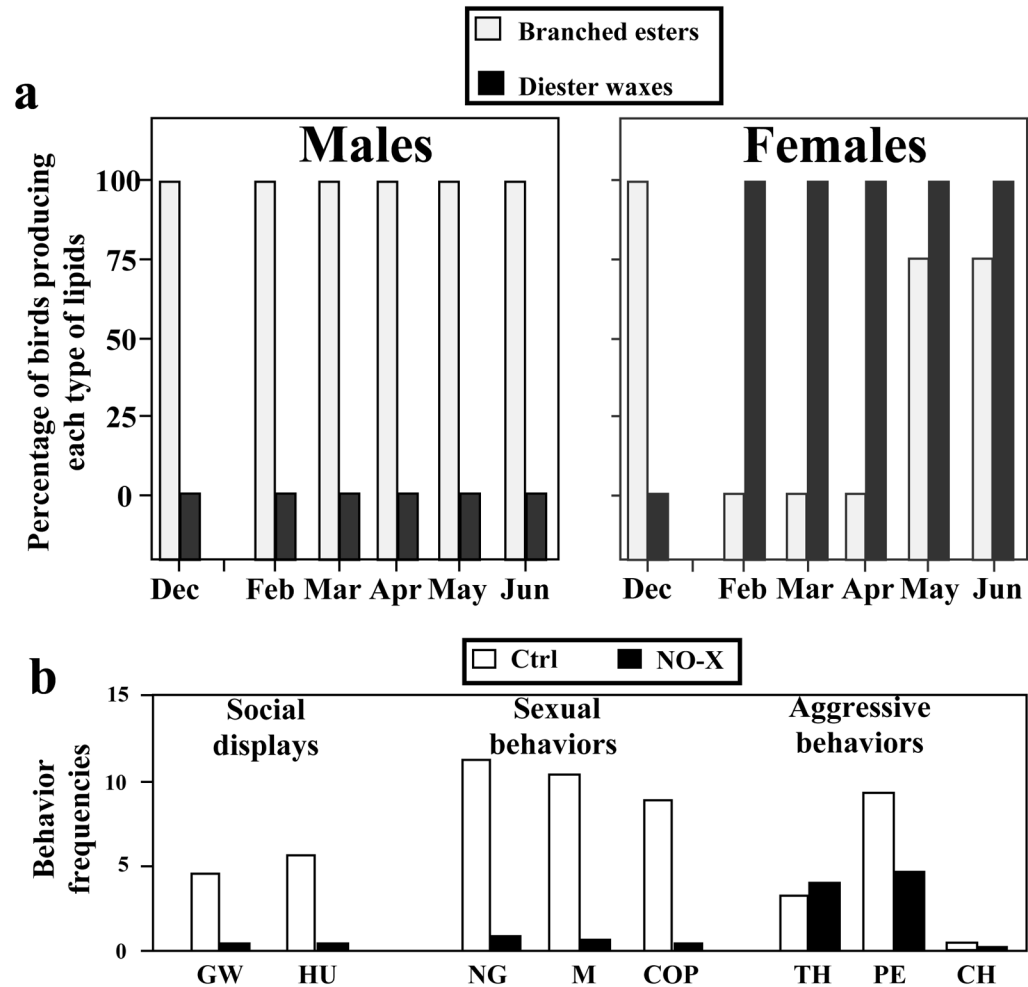 Branched esters
Diester waxes
a
Males
Females
Percentage of birds producing
each type of lipids
100
75
50
25
0
Dec Feb Mar Apr May Jun
Dec Feb Mar Apr May Jun
b
Ctrl NO-X
Behavior
frequencies
15
10
5
0
Social
displays
Sexual
behaviors
Aggressive
behaviors
GW HU NG M COP TH PE CH